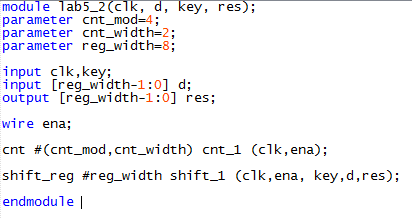 module lab5_2(clk, d, key, res);
parameter cnt_mod=4;
parameter cnt_width=2;
parameter reg_width=8;
input clk,key;
input [reg_width-1:0] d;
output [reg_width-1:0] res;
wire ena;
cnt #(cnt_mod,cnt_width) cnt_1 (clk,ena);
shift_reg #reg_width shift_1 (clk,ena, key,d,res);
endmodule